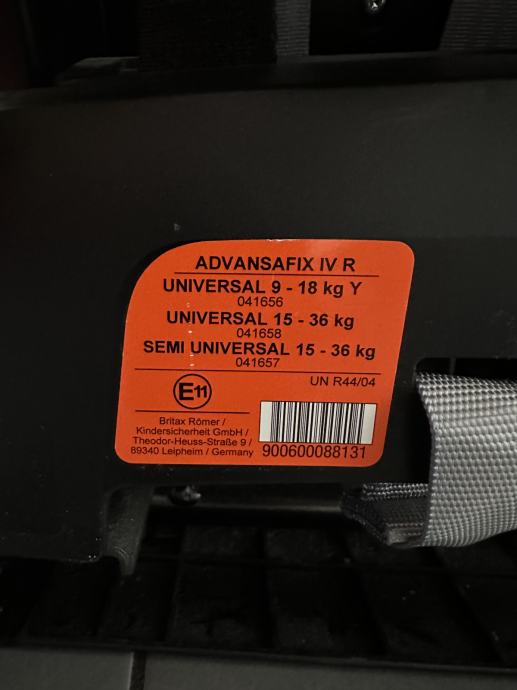 ADVANSAFIX IV R
UNIVERSAL 9 - 18 kg Y
041656
UNIVERSAL 15 - 36 kg
041658
SEMI UNIVERSAL 15 - 36 kg
041657
E11
UN R44/04
Britax Römer /
Kindersicherheit GmbH /
Theodor-Heuss-Straße 9 /
89340 Leipheim / Germany
900600088131